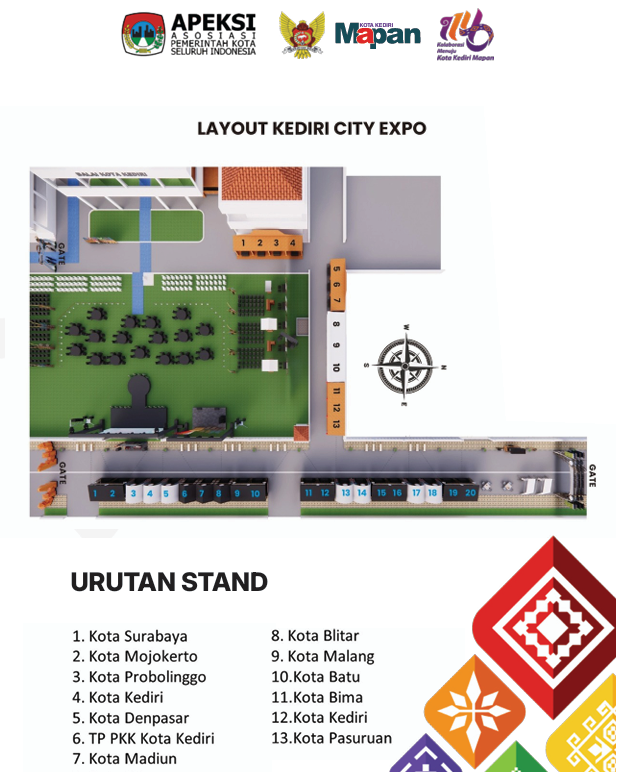 APEKSI
ASOSIASI
PEMERINTAH KOTA
SELURUH INDONESIA
KOTA KEDIRI
Mapan
Kolaborasi
Menuju
Kota Kediri Mapan
LAYOUT KEDIRI CITY EXPO
BALAI KOTA KEDIRI
GATE
1 2 3 4
5
6
7
8
9
10
11
12
13
W
S
N
E
GATE
GATE
1 2 3 4 5 6 7 8 9 10
11 12 13 14 15 16 17 18 19 20
URUTAN STAND
1. Kota Surabaya
2. Kota Mojokerto
3. Kota Probolinggo
4. Kota Kediri
5. Kota Denpasar
6. TP PKK Kota Kediri
7. Kota Madiun
8. Kota Blitar
9. Kota Malang
10.Kota Batu
11.Kota Bima
12.Kota Kediri
13.Kota Pasuruan